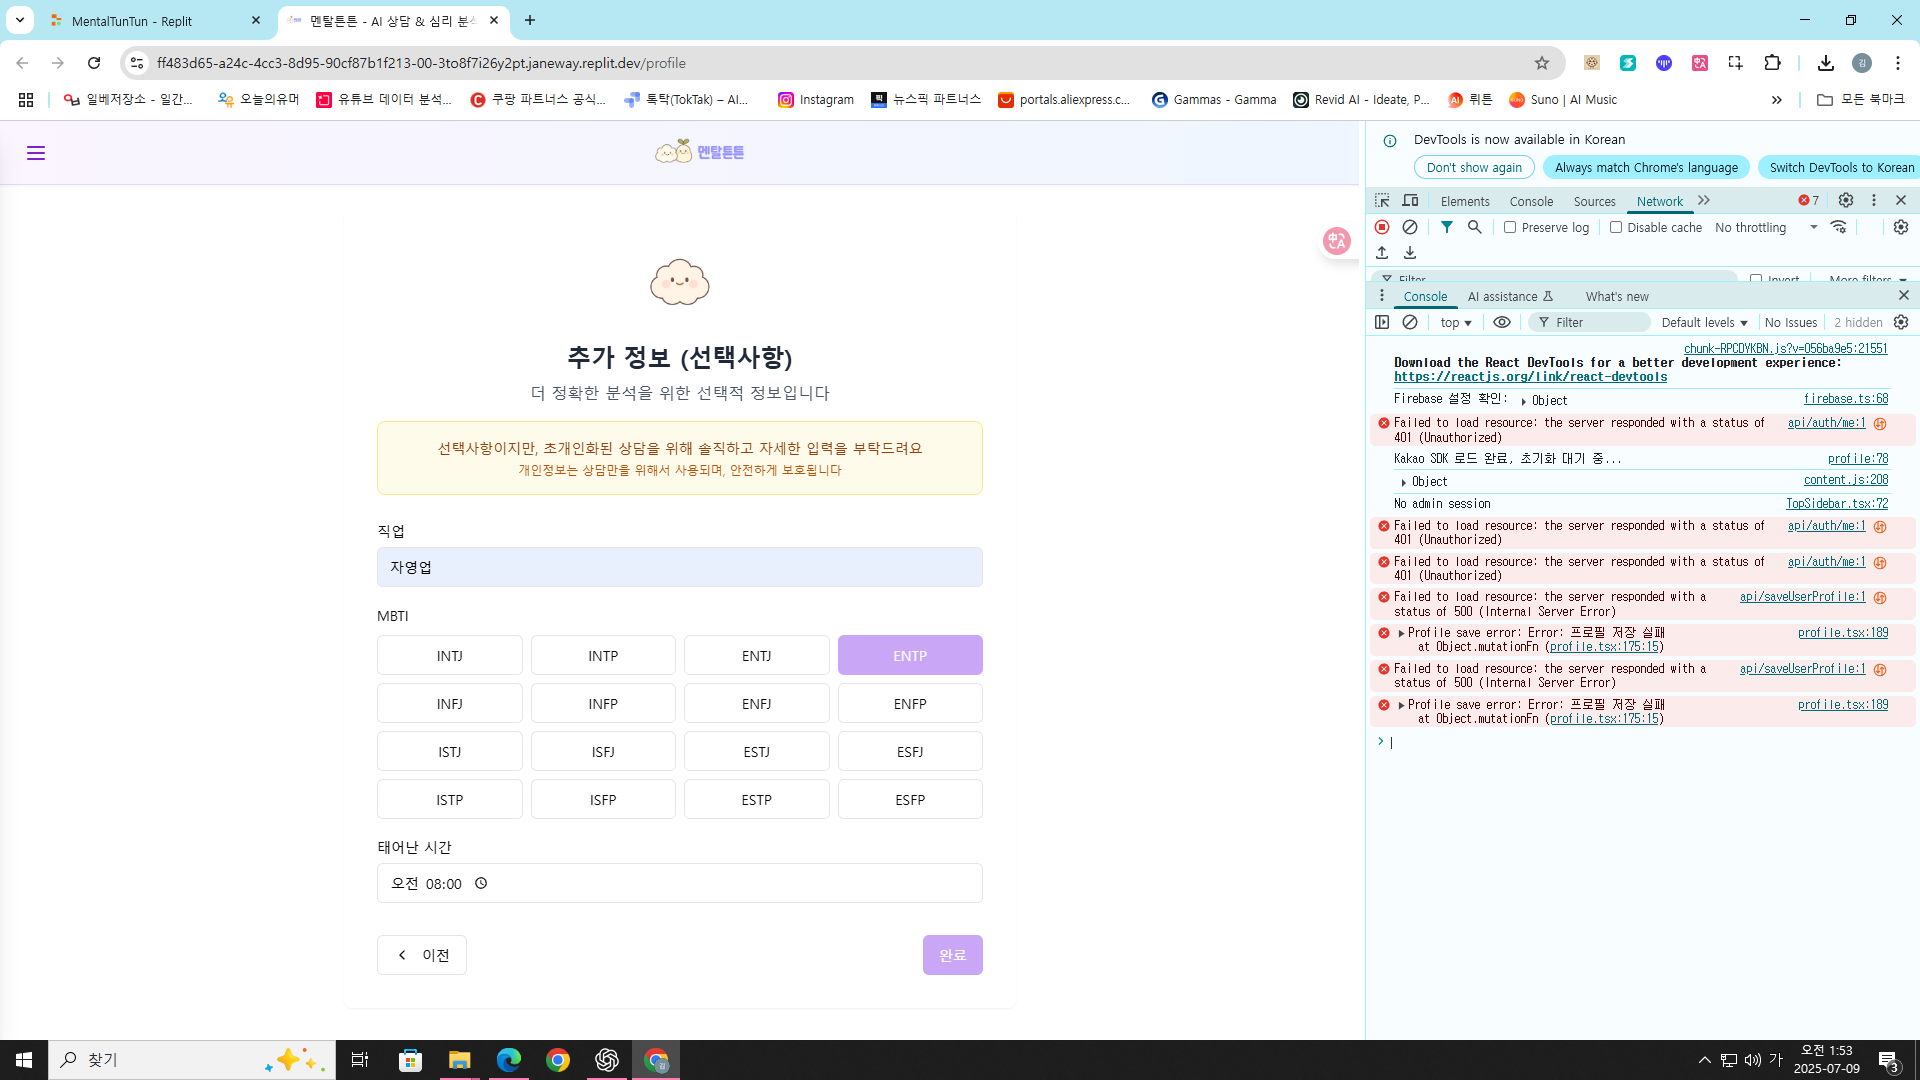 MentalTunTun - Replit
멘탈튼튼 - AI 상담 & 심리 분석
ff483d65-a24c-4cc3-8d95-90cf87b1f213-00-3to8f7i26y2pt.janeway.replit.dev/profile
김
일베저장소 - 일간...
오늘의유머
유튜브 데이터 분석...
쿠팡 파트너스 공식...
톡탁(TokTak) – AI...
Instagram
뉴스픽 파트너스
portals.aliexpress.c...
Gammas - Gamma
Revid AI - Ideate, P...
뤼튼
Suno | AI Music
모든 북마크
멘탈튼튼
추가 정보 (선택사항)
더 정확한 분석을 위한 선택적 정보입니다
선택사항이지만, 초개인화된 상담을 위해 솔직하고 자세한 입력을 부탁드려요
개인정보는 상담만을 위해서 사용되며, 안전하게 보호됩니다
직업
자영업
MBTI
INTJ INTP ENTJ ENTP
INFJ INFP ENFJ ENFP
ISTJ ISFJ ESTJ ESFJ
ISTP ISFP ESTP ESFP
태어난 시간
오전 08:00
이전
완료
DevTools is now available in Korean
Don't show again Always match Chrome's language Switch DevTools to Korean
Elements Console Sources Network 7
Preserve log Disable cache No throttling
Filter Invert More filters
Console AI assistance What's new
top Filter Default levels No Issues 2 hidden
chunk-RPCDYKBN.js?v=056ba9e5:21551
Download the React DevTools for a better development experience:
https://reactjs.org/link/react-devtools
Firebase 설정 확인: Object firebase.ts:68
Failed to load resource: the server responded with a status of api/auth/me:1
401 (Unauthorized)
Kakao SDK 로드 완료, 초기화 대기 중... profile:78
Object content.js:208
No admin session TopSidebar.tsx:72
Failed to load resource: the server responded with a status of api/auth/me:1
401 (Unauthorized)
Failed to load resource: the server responded with a status of api/auth/me:1
401 (Unauthorized)
Failed to load resource: the server responded with a api/saveUserProfile:1
status of 500 (Internal Server Error)
Profile save error: Error: 프로필 저장 실패 profile.tsx:189
at Object.mutationFn (profile.tsx:175:15)
Failed to load resource: the server responded with a api/saveUserProfile:1
status of 500 (Internal Server Error)
Profile save error: Error: 프로필 저장 실패 profile.tsx:189
at Object.mutationFn (profile.tsx:175:15)
찾기
가
오전 1:53
2025-07-09
3